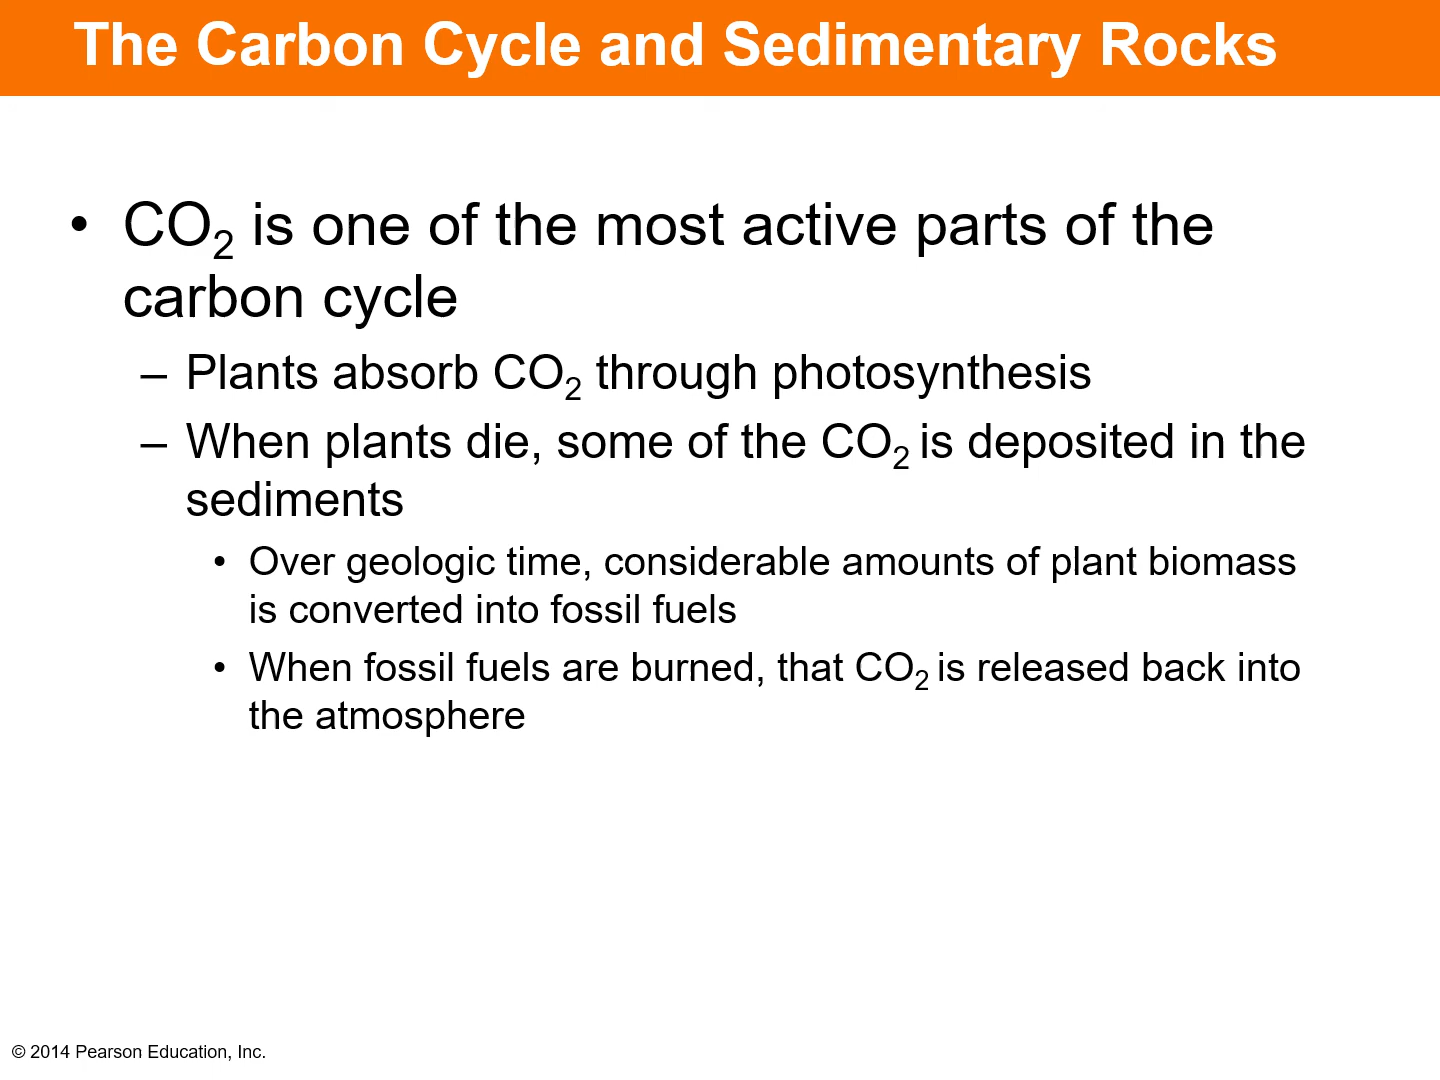 The Carbon Cycle and Sedimentary Rocks
• CO₂ is one of the most active parts of the
carbon cycle
– Plants absorb CO₂ through photosynthesis
– When plants die, some of the CO₂ is deposited in the
sediments
• Over geologic time, considerable amounts of plant biomass
is converted into fossil fuels
• When fossil fuels are burned, that CO₂ is released back into
the atmosphere
© 2014 Pearson Education, Inc.